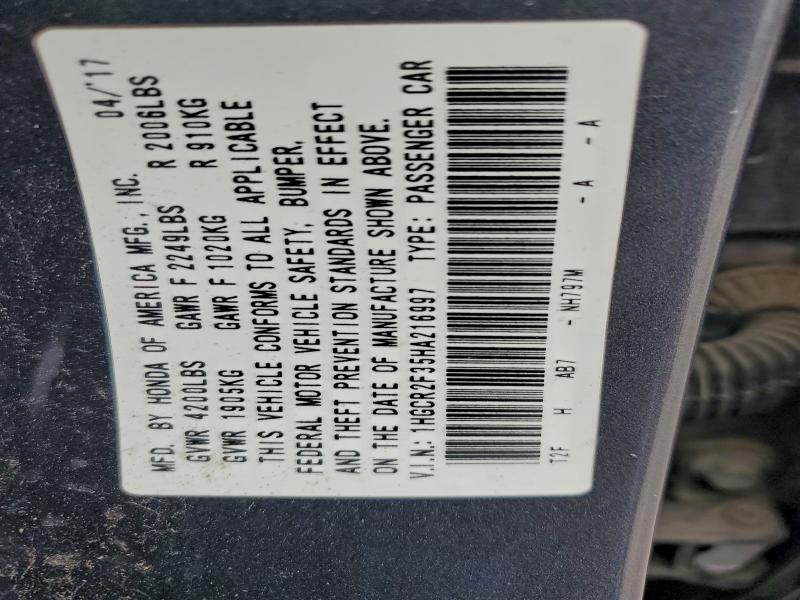 MFD. BY HONDA OF AMERICA MFG., INC. 04/'17
GVWR 4200LBS GAWR F 2249LBS R 2006LBS
GVWR 1905KG GAWR F 1020KG R 910KG
THIS VEHICLE CONFORMS TO ALL APPLICABLE
FEDERAL MOTOR VEHICLE SAFETY, BUMPER,
AND THEFT PREVENTION STANDARDS IN EFFECT
ON THE DATE OF MANUFACTURE SHOWN ABOVE.
V.I.N.: 1HGCR2F35HA216997 TYPE: PASSENGER CAR
T2F H AB7 - NH797M - A - A